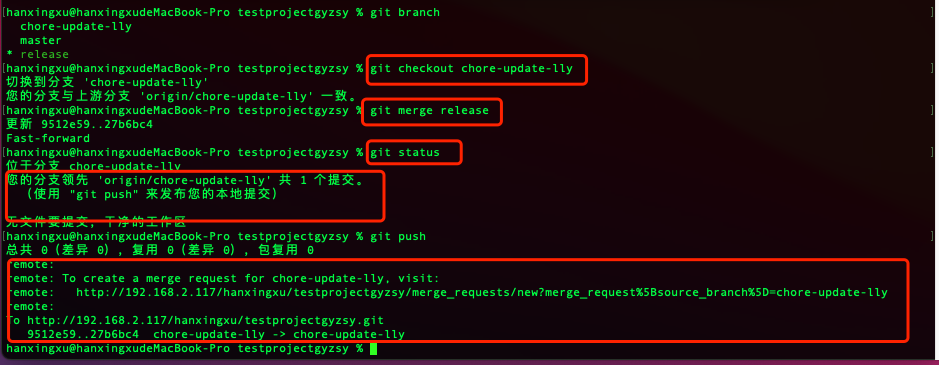 [hanxingxu@hanxingxudeMacBook-Pro testprojectgyzsy % git branch ]
chore-update-lly
master
* release
[hanxingxu@hanxingxudeMacBook-Pro testprojectgyzsy % git checkout chore-update-lly ]
切换到分支 'chore-update-lly'
您的分支与上游分支 'origin/chore-update-lly' 一致。
[hanxingxu@hanxingxudeMacBook-Pro testprojectgyzsy % git merge release ]
更新 9512e59..27b6bc4
Fast-forward
[hanxingxu@hanxingxudeMacBook-Pro testprojectgyzsy % git status ]
位于分支 chore-update-lly
您的分支领先 'origin/chore-update-lly' 共 1 个提交。
（使用 "git push" 来发布您的本地提交）
无文件要提交，干净的工作区
[hanxingxu@hanxingxudeMacBook-Pro testprojectgyzsy % git push ]
总共 0（差异 0），复用 0（差异 0），包复用 0
remote:
remote: To create a merge request for chore-update-lly, visit:
remote:   http://192.168.2.117/hanxingxu/testprojectgyzsy/merge_requests/new?merge_request%5Bsource_branch%5D=chore-update-lly
remote:
To http://192.168.2.117/hanxingxu/testprojectgyzsy.git
9512e59..27b6bc4  chore-update-lly -> chore-update-lly
hanxingxu@hanxingxudeMacBook-Pro testprojectgyzsy %